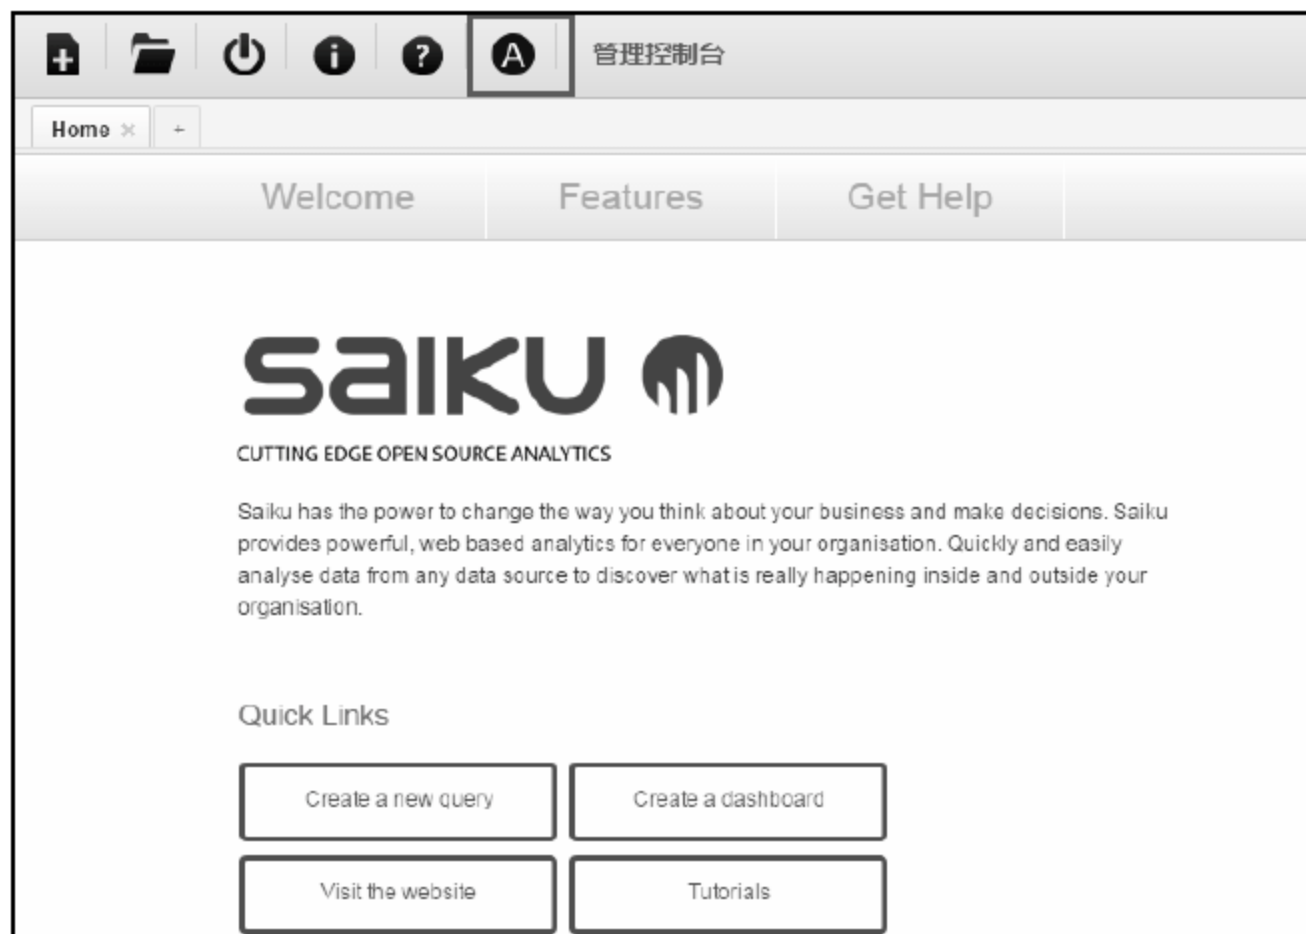 管理控制台
Home +
Welcome Features Get Help
saiku
CUTTING EDGE OPEN SOURCE ANALYTICS
Saiku has the power to change the way you think about your business and make decisions. Saiku
provides powerful, web based analytics for everyone in your organisation. Quickly and easily
analyse data from any data source to discover what is really happening inside and outside your
organisation.
Quick Links
Create a new query Create a dashboard
Visit the website Tutorials